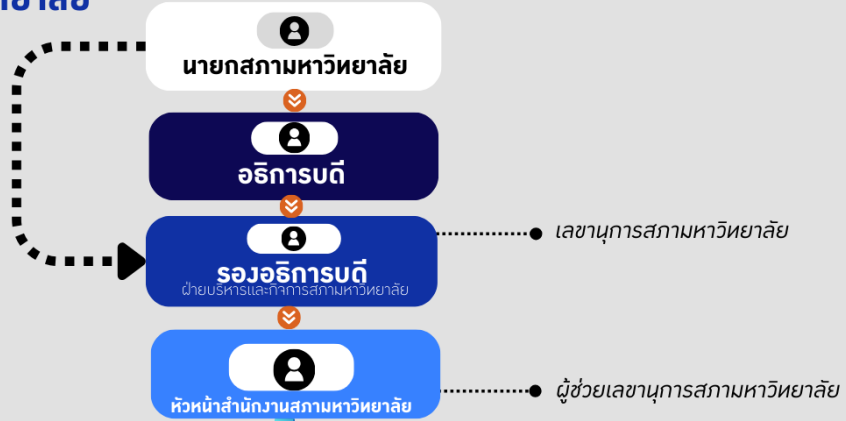 นายกสภามหาวิทยาลัย
อธิการบดี
รองอธิการบดี
ฝ่ายบริหารและกิจการสภามหาวิทยาลัย
เลขานุการสภามหาวิทยาลัย
หัวหน้าสำนักงานสภามหาวิทยาลัย
ผู้ช่วยเลขานุการสภามหาวิทยาลัย